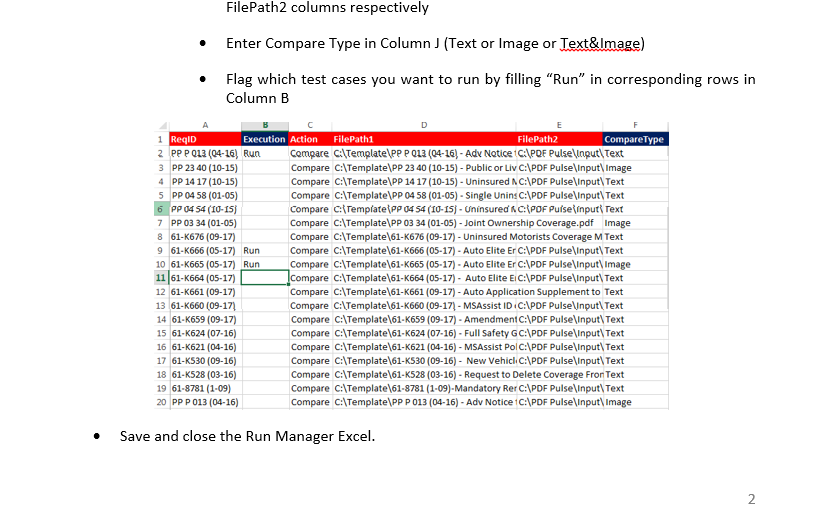 FilePath2 columns respectively
• Enter Compare Type in Column J (Text or Image or Text&Image)
• Flag which test cases you want to run by filling “Run” in corresponding rows in
Column B
A B C D E F
1 ReqID Execution Action FilePath1 FilePath2 CompareType
2 PP P 013 (04-16) Run Compare C:\Template\PP P 013 (04-16) - Adv Notice C:\PDF Pulse\Input\ Text
3 PP 23 40 (10-15) Compare C:\Template\PP 23 40 (10-15) - Public or Liv C:\PDF Pulse\Input\ Image
4 PP 14 17 (10-15) Compare C:\Template\PP 14 17 (10-15) - Uninsured C:\PDF Pulse\Input\ Text
5 PP 04 58 (01-05) Compare C:\Template\PP 04 58 (01-05) - Single Unins C:\PDF Pulse\Input\ Text
6 PP 04 54 (10-15) Compare C:\Template\PP 04 54 (10-15) - Uninsured C:\PDF Pulse\Input\ Text
7 PP 03 34 (01-05) Compare C:\Template\PP 03 34 (01-05) - Joint Ownership Coverage.pdf Image
8 61-K676 (09-17) Compare C:\Template\61-K676 (09-17) - Uninsured Motorists Coverage M Text
9 61-K666 (05-17) Run Compare C:\Template\61-K666 (05-17) - Auto Elite Er C:\PDF Pulse\Input\ Text
10 61-K665 (05-17) Run Compare C:\Template\61-K665 (05-17) - Auto Elite Er C:\PDF Pulse\Input\ Image
11 61-K664 (05-17) Compare C:\Template\61-K664 (05-17) - Auto Elite E C:\PDF Pulse\Input\ Text
12 61-K661 (09-17) Compare C:\Template\61-K661 (09-17) - Auto Application Supplement to Text
13 61-K660 (09-17) Compare C:\Template\61-K660 (09-17) - MSAssist ID C:\PDF Pulse\Input\ Text
14 61-K659 (09-17) Compare C:\Template\61-K659 (09-17) - Amendment C:\PDF Pulse\Input\ Text
15 61-K624 (07-16) Compare C:\Template\61-K624 (07-16) - Full Safety G C:\PDF Pulse\Input\ Text
16 61-K621 (04-16) Compare C:\Template\61-K621 (04-16) - MSAssist Pol C:\PDF Pulse\Input\ Text
17 61-K530 (09-16) Compare C:\Template\61-K530 (09-16) - New Vehicl C:\PDF Pulse\Input\ Text
18 61-K528 (03-16) Compare C:\Template\61-K528 (03-16) - Request to Delete Coverage From Text
19 61-8781 (1-09) Compare C:\Template\61-8781 (1-09)-Mandatory Rer C:\PDF Pulse\Input\ Text
20 PP P 013 (04-16) Compare C:\Template\PP P 013 (04-16) - Adv Notice C:\PDF Pulse\Input\ Image
• Save and close the Run Manager Excel.
2